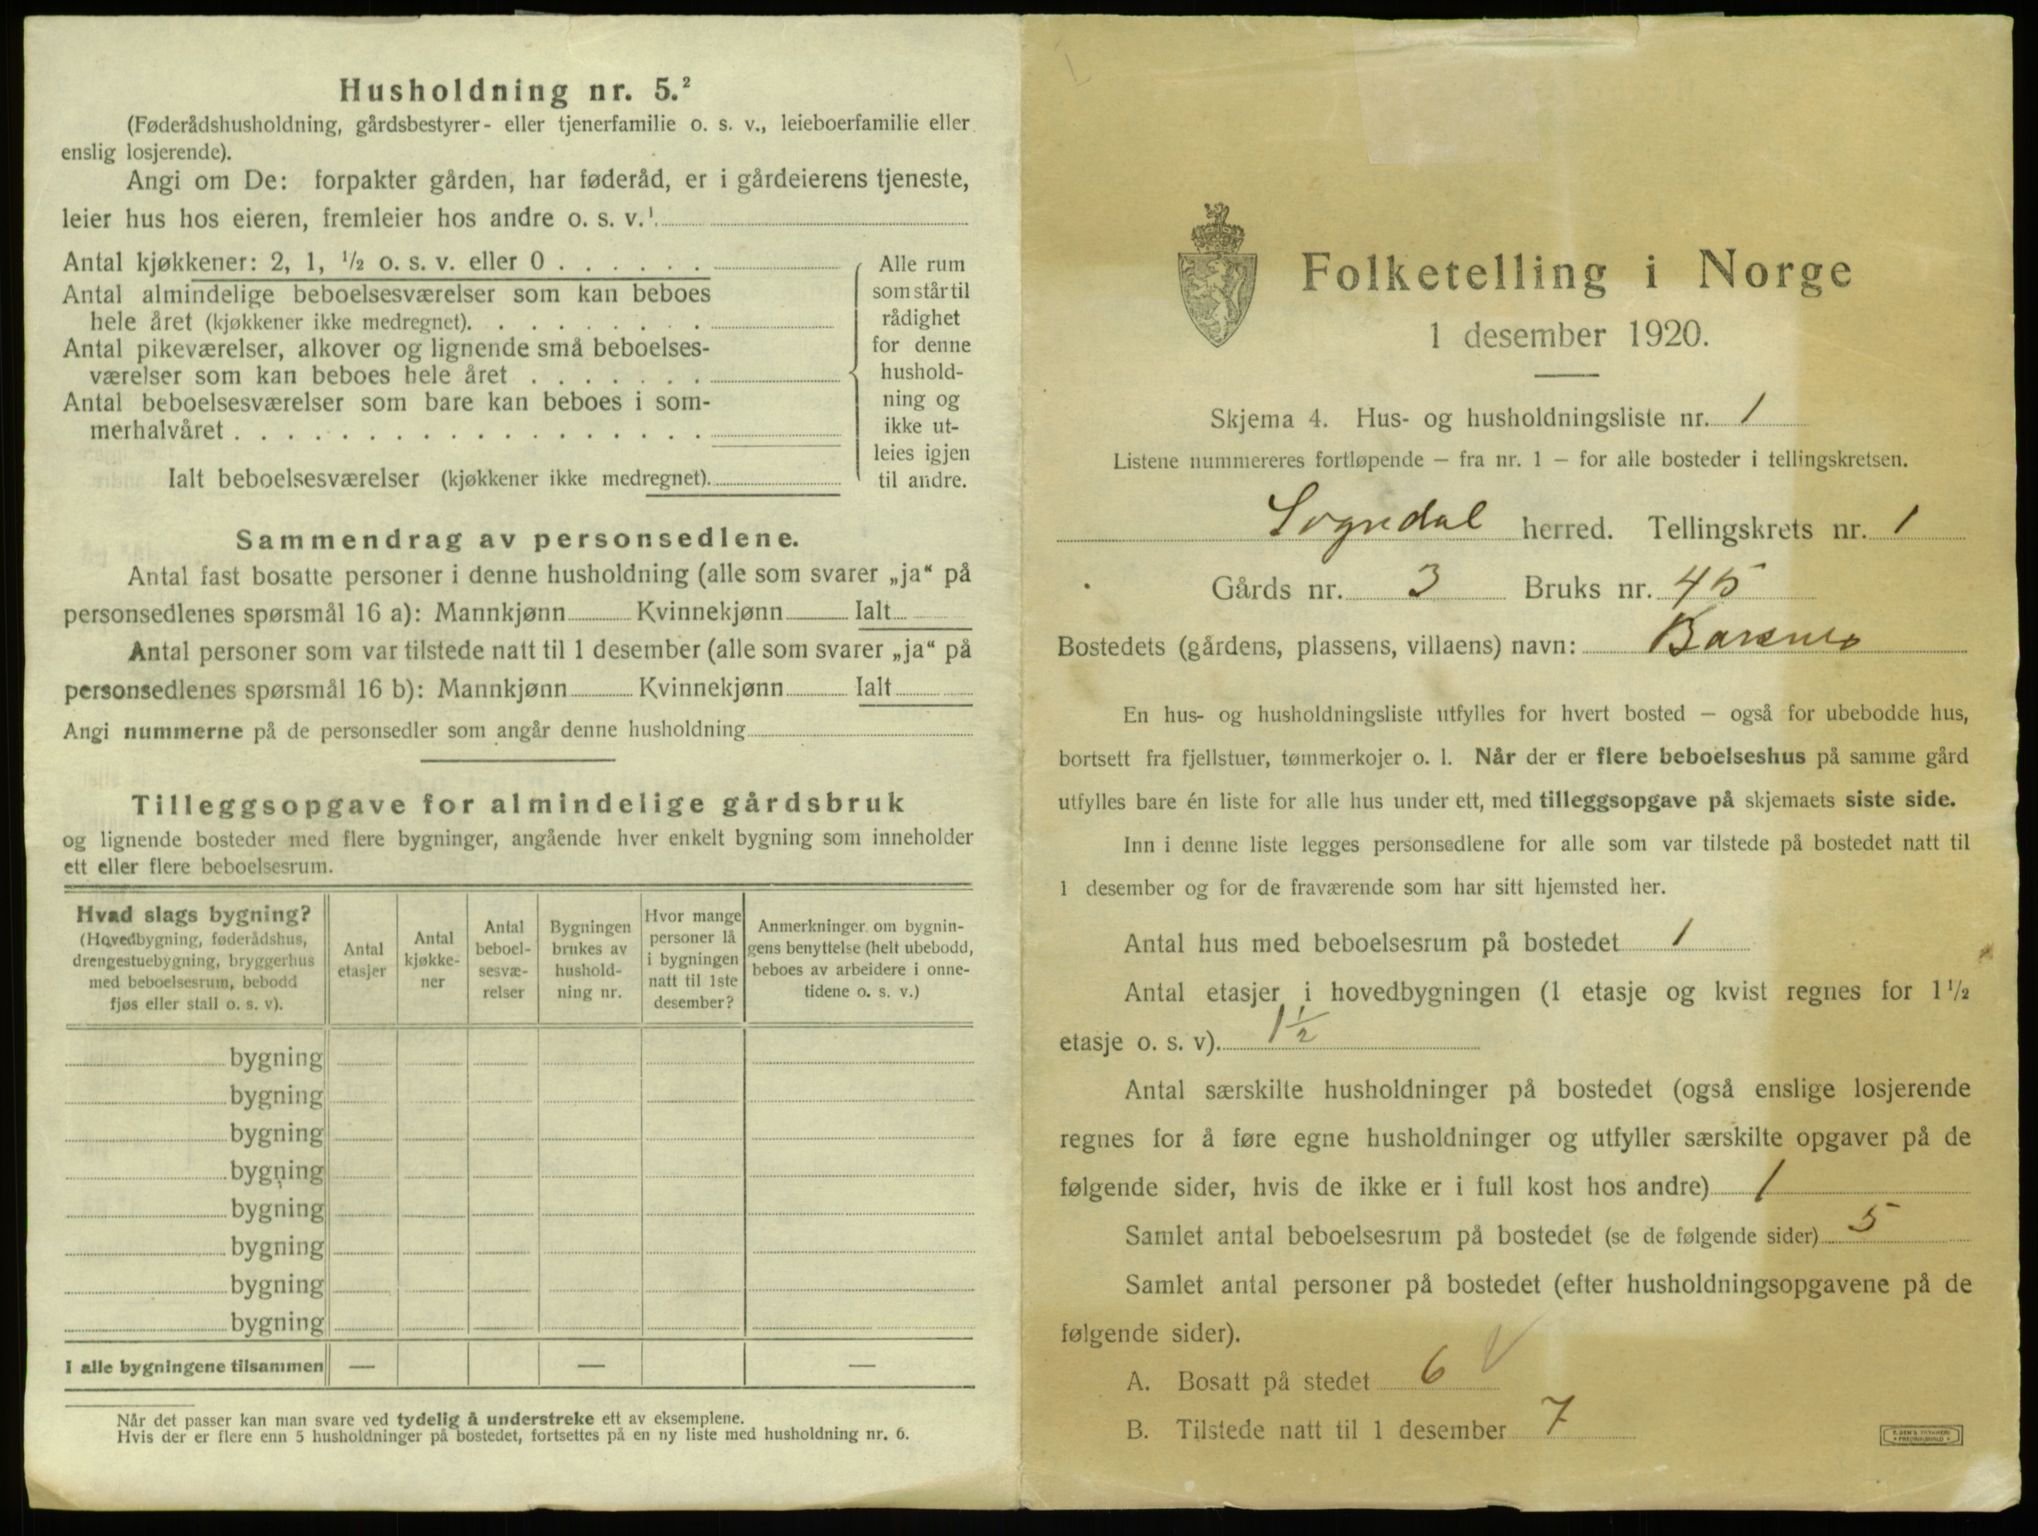 Husholdning nr. 5.²
(Føderådshusholdning, gårdsbestyrer- eller tjenerfamilie o. s. v., leieboerfamilie eller
enslig losjerende).
Angi om De: forpakter gården, har føderåd, er i gårdeierens tjeneste,
leier hus hos eieren, fremleier hos andre o. s. v.¹
Antal kjøkkener: 2, 1, ½ o. s. v. eller 0 . . . . . .
Antal almindelige beboelsesværelser som kan beboes
hele året (kjøkkener ikke medregnet). . . . . . . . .
Antal pikeværelser, alkover og lignende små beboelses-
værelser som kan beboes hele året . . . . . . .
Antal beboelsesværelser som bare kan beboes i som-
merhalvåret . . . . . . . . . . . . . . . . . .
Ialt beboelsesværelser (kjøkkener ikke medregnet).
Alle rum
som står til
rådighet
for denne
hushold-
ning og
ikke ut-
leies igjen
til andre.
Sammendrag av personsedlene.
Antal fast bosatte personer i denne husholdning (alle som svarer „ja“ på
personsedlenes spørsmål 16 a): Mannkjønn Kvinnekjønn Ialt
Antal personer som var tilstede natt til 1 desember (alle som svarer „ja“ på
personsedlenes spørsmål 16 b): Mannkjønn Kvinnekjønn Ialt
Angi nummerne på de personsedler som angår denne husholdning
Tilleggsopgave for almindelige gårdsbruk
og lignende bosteder med flere bygninger, angående hver enkelt bygning som inneholder
ett eller flere beboelsesrum.
Hvad slags bygning?
(Hovedbygning, føderådshus,
drengestuebygning, bryggerhus
med beboelsesrum, bebodd
fjøs eller stall o. s. v).
Antal
etasjer
Antal
kjøkke-
ner
Antal
beboel-
sesvæ-
relser
Bygningen
brukes av
hushold-
ning nr.
Hvor mange
personer lå
i bygningen
natt til 1ste
desember?
Anmerkninger om bygnin-
gens benyttelse (helt ubebodd,
beboes av arbeidere i onne-
tidene o. s. v.)
bygning
bygning
bygning
bygning
bygning
bygning
bygning
bygning
I alle bygningene tilsammen — — —
Når det passer kan man svare ved tydelig å understreke ett av eksemplene.
Hvis der er flere enn 5 husholdninger på bostedet, fortsettes på en ny liste med husholdning nr. 6.
Folketelling i Norge
1 desember 1920.
Skjema 4. Hus- og husholdningsliste nr. 1
Listene nummereres fortløpende – fra nr. 1 – for alle bosteder i tellingskretsen.
Sogndal herred. Tellingskrets nr. 1
Gårds nr. 3 Bruks nr. 45
Bostedets (gårdens, plassens, villaens) navn: Barsnes
En hus- og husholdningsliste utfylles for hvert bosted – også for ubebodde hus,
bortsett fra fjellstuer, tømmerkojer o. l. Når der er flere beboelseshus på samme gård
utfylles bare én liste for alle hus under ett, med tilleggsopgave på skjemaets siste side.
Inn i denne liste legges personsedlene for alle som var tilstede på bostedet natt til
1 desember og for de fraværende som har sitt hjemsted her.
Antal hus med beboelsesrum på bostedet 1
Antal etasjer i hovedbygningen (1 etasje og kvist regnes for 1½
etasje o. s. v). 1½
Antal særskilte husholdninger på bostedet (også enslige losjerende
regnes for å føre egne husholdninger og utfyller særskilte opgaver på de
følgende sider, hvis de ikke er i full kost hos andre) 1
Samlet antal beboelsesrum på bostedet (se de følgende sider) 5
Samlet antal personer på bostedet (efter husholdningsopgavene på de
følgende sider).
A. Bosatt på stedet 6
B. Tilstede natt til 1 desember 7